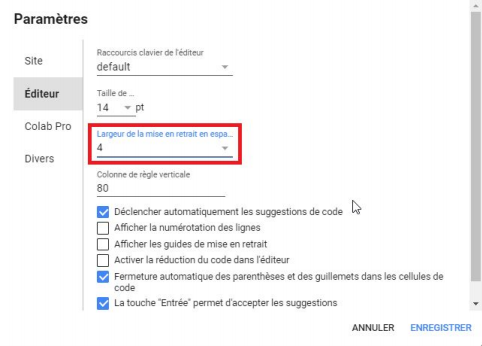 Paramètres
Site
Éditeur
Colab Pro
Divers
Raccourcis clavier de l'éditeur
default
Taille de ...
14 pt
Largeur de la mise en retrait en espa...
4
Colonne de règle verticale
80
Déclencher automatiquement les suggestions de code
Afficher la numérotation des lignes
Afficher les guides de mise en retrait
Activer la réduction du code dans l'éditeur
Fermeture automatique des parenthèses et des guillemets dans les cellules de
code
La touche "Entrée" permet d'accepter les suggestions
ANNULER ENREGISTRER